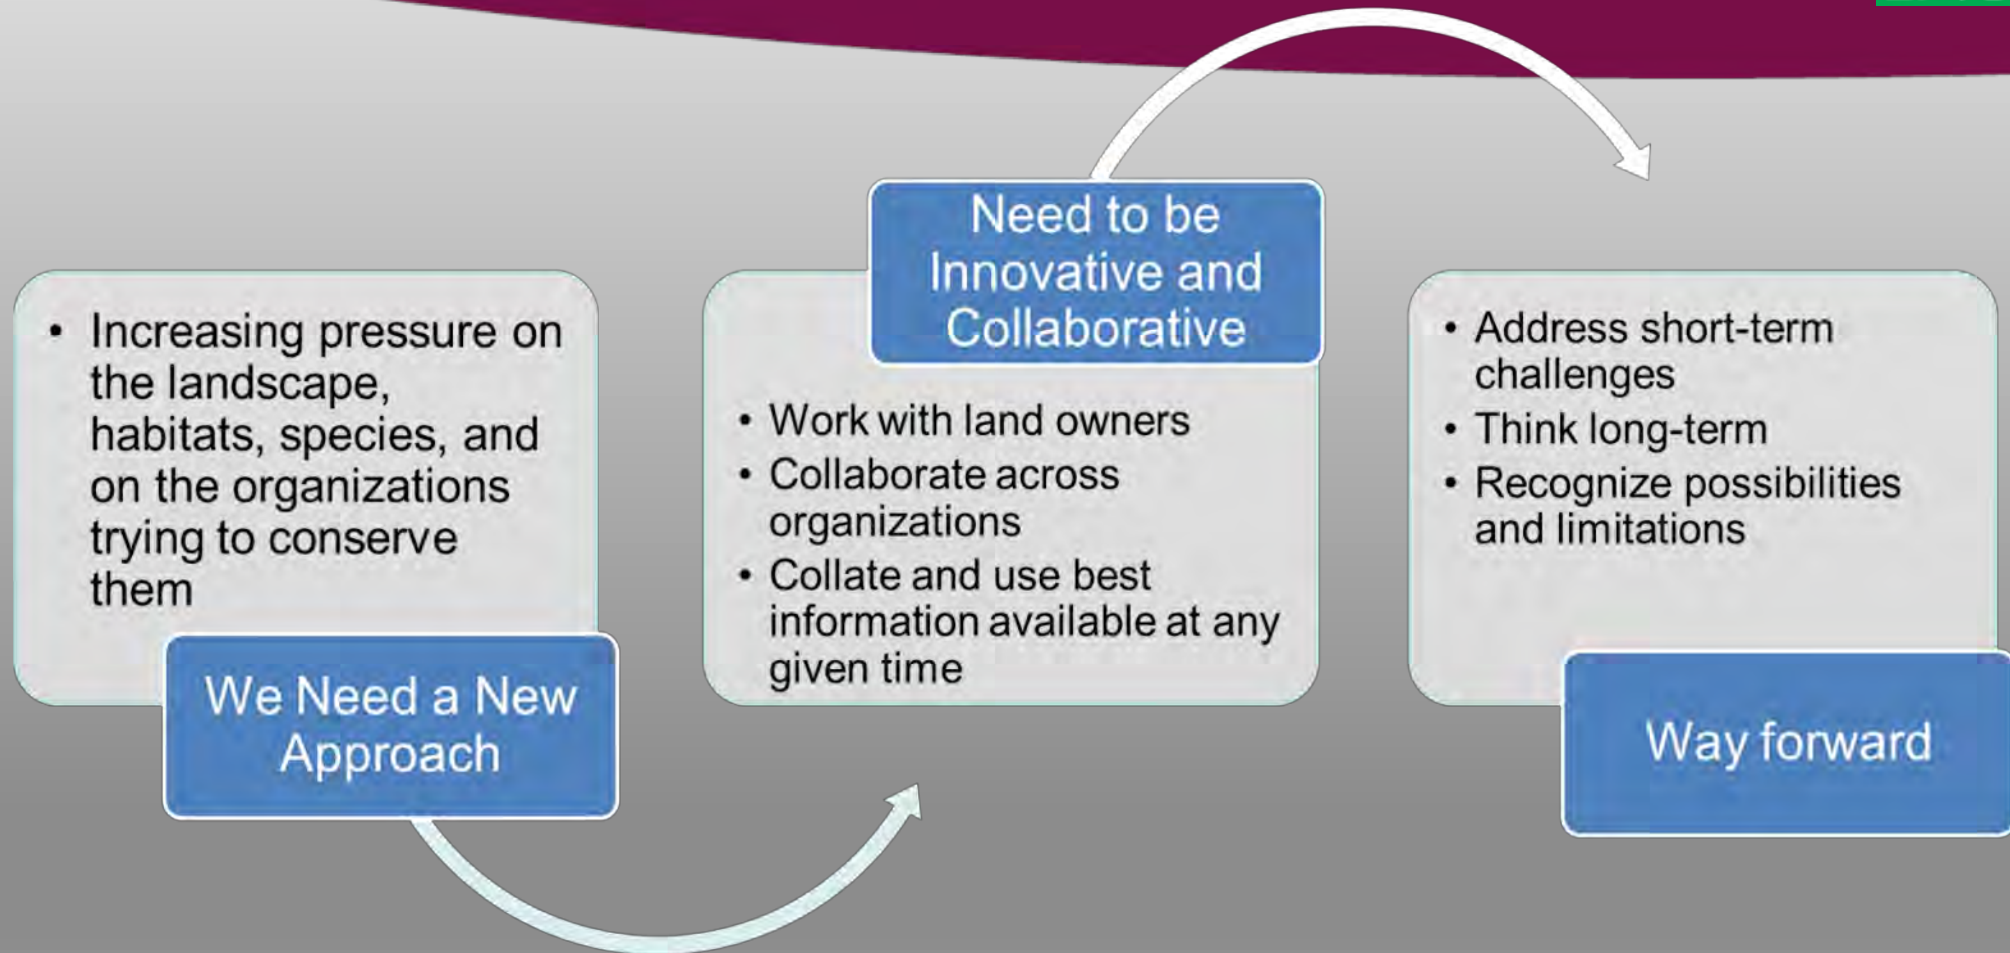 • Increasing pressure on
the landscape,
habitats, species, and
on the organizations
trying to conserve
them
We Need a New
Approach
Need to be
Innovative and
Collaborative
• Work with land owners
• Collaborate across
organizations
• Collate and use best
information available at any
given time
• Address short-term
challenges
• Think long-term
• Recognize possibilities
and limitations
Way forward